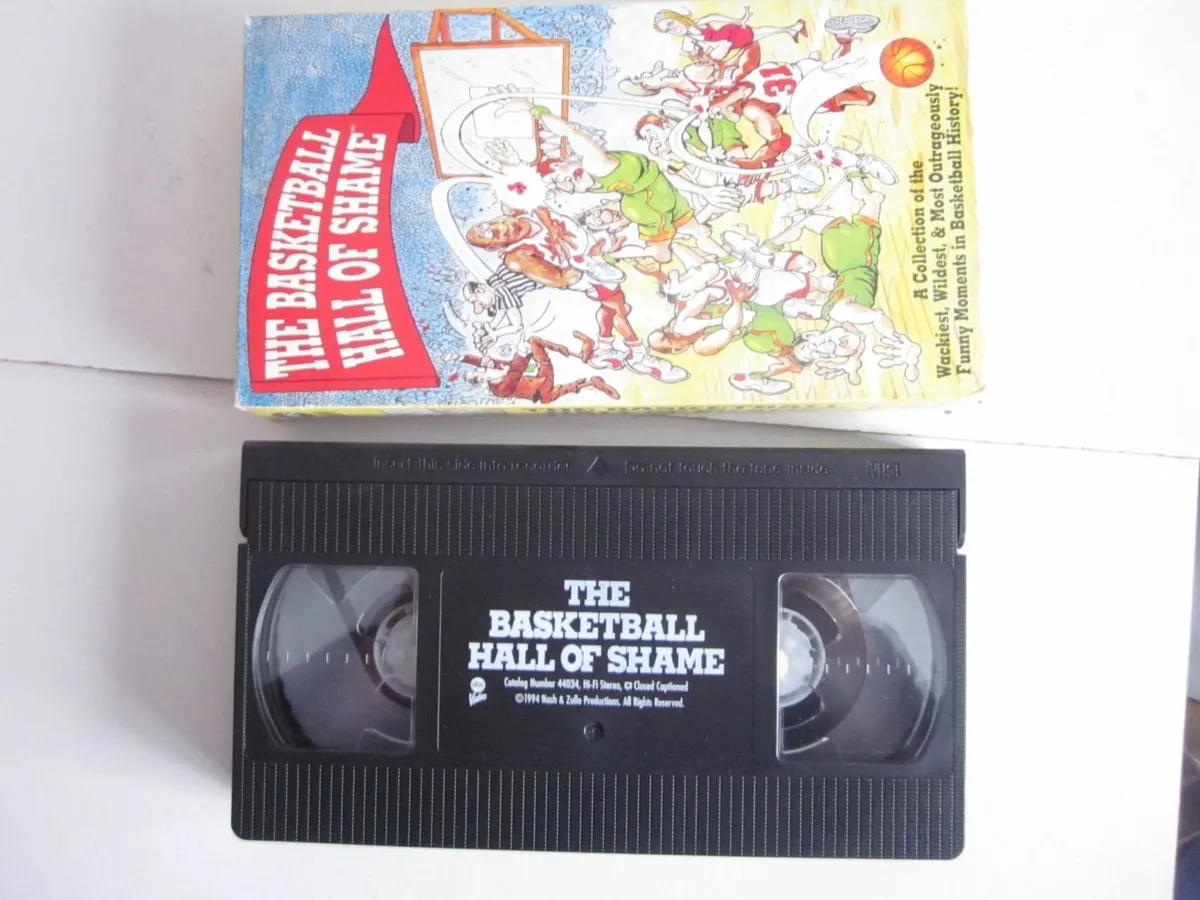 THE BASKETBALL
HALL OF SHAME™
31
A Collection of the
Wackiest, Wildest, & Most Outrageously
Funny Moments in Basketball History!
Insert this side into recorder
Do not touch the tape inside
VHS
THE
BASKETBALL
HALL OF SHAME
Catalog Number 44034, Hi-Fi Stereo, Closed Captioned
©1994 Nash & Zullo Productions. All Rights Reserved.
Video